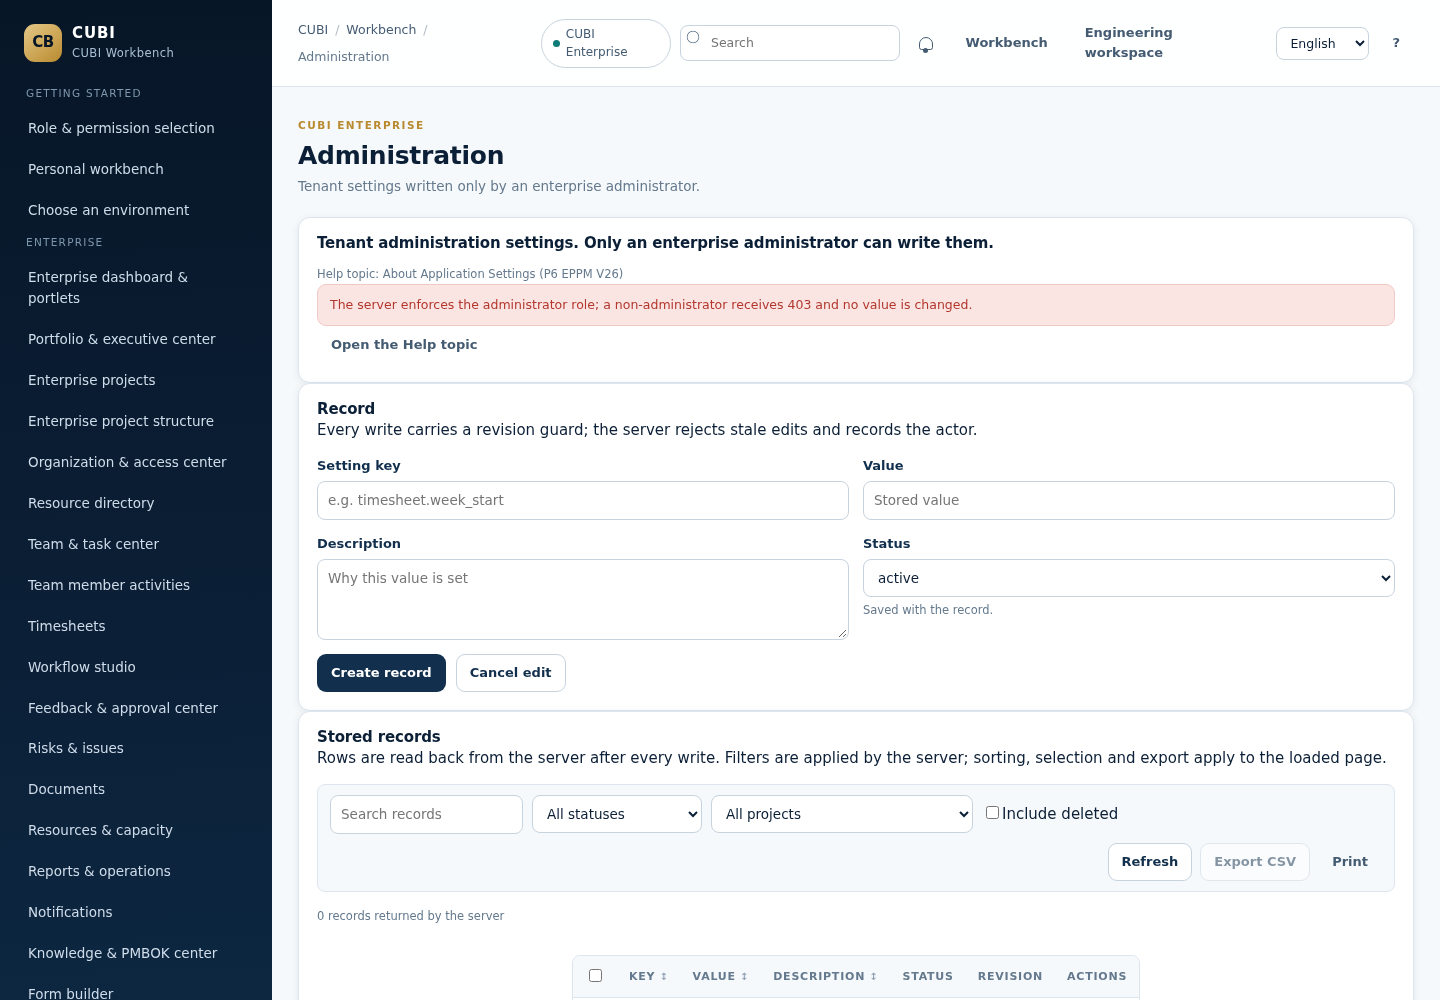 CB
CUBI
CUBI Workbench
GETTING STARTED
Role & permission selection
Personal workbench
Choose an environment
ENTERPRISE
Enterprise dashboard &
portlets
Portfolio & executive center
Enterprise projects
Enterprise project structure
Organization & access center
Resource directory
Team & task center
Team member activities
Timesheets
Workflow studio
Feedback & approval center
Risks & issues
Documents
Resources & capacity
Reports & operations
Notifications
Knowledge & PMBOK center
Form builder
CUBI / Workbench /
Administration
CUBI
Enterprise
Search
Workbench
Engineering
workspace
English
?
CUBI ENTERPRISE
Administration
Tenant settings written only by an enterprise administrator.
Tenant administration settings. Only an enterprise administrator can write them.
Help topic: About Application Settings (P6 EPPM V26)
The server enforces the administrator role; a non-administrator receives 403 and no value is changed.
Open the Help topic
Record
Every write carries a revision guard; the server rejects stale edits and records the actor.
Setting key
Value
e.g. timesheet.week_start
Stored value
Description
Status
Why this value is set
active
Saved with the record.
Create record
Cancel edit
Stored records
Rows are read back from the server after every write. Filters are applied by the server; sorting, selection and export apply to the loaded page.
Search records
All statuses
All projects
Include deleted
Refresh
Export CSV
Print
0 records returned by the server
KEY ↕ VALUE ↕ DESCRIPTION ↕ STATUS REVISION ACTIONS